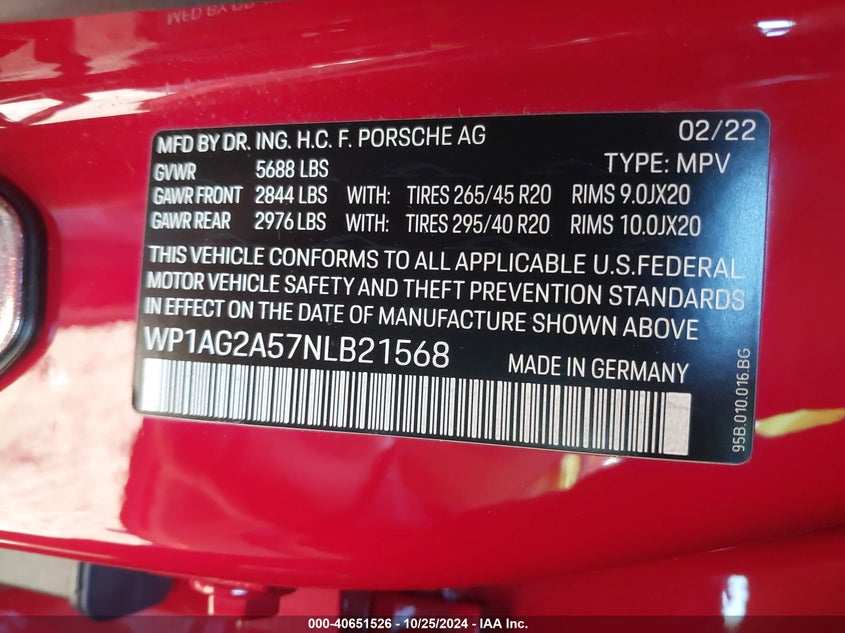 MFD BY DR. ING. H.C. F. PORSCHE AG 02/22
GVWR 5688 LBS TYPE: MPV
GAWR FRONT 2844 LBS WITH: TIRES 265/45 R20 RIMS 9.0JX20
GAWR REAR 2976 LBS WITH: TIRES 295/40 R20 RIMS 10.0JX20
THIS VEHICLE CONFORMS TO ALL APPLICABLE U.S.FEDERAL
MOTOR VEHICLE SAFETY AND THEFT PREVENTION STANDARDS
IN EFFECT ON THE DATE OF MANUFACTURE SHOWN ABOVE
WP1AG2A57NLB21568 MADE IN GERMANY
95B.010.016.BG
000-40651526 - 10/25/2024 - IAA Inc.